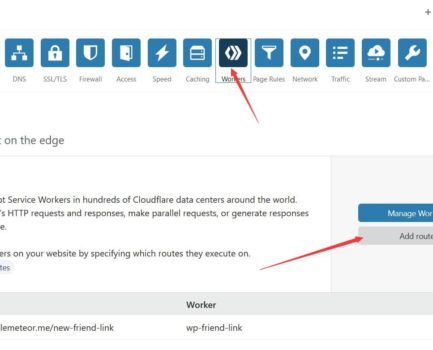 +
DNS SSL/TLS Firewall Access Speed Caching Workers Page Rules Network Traffic Stream Custom Pa...
on the edge
Service Workers in hundreds of Cloudflare data centers around the world.
's HTTP requests and responses, make parallel requests, or generate responses
on your website by specifying which routes they execute on.
Manage Wor
Add route
Worker
lemeteor.me/new-friend-link wp-friend-link